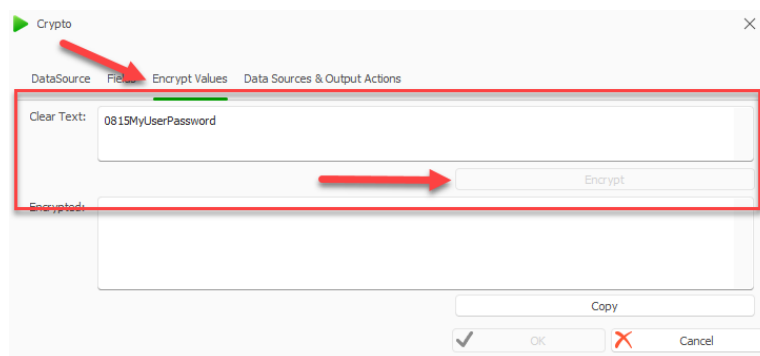 Crypto
DataSource Fields Encrypt Values Data Sources & Output Actions
Clear Text: 0815MyUserPassword
Encrypt
Encrypted:
Copy
OK Cancel